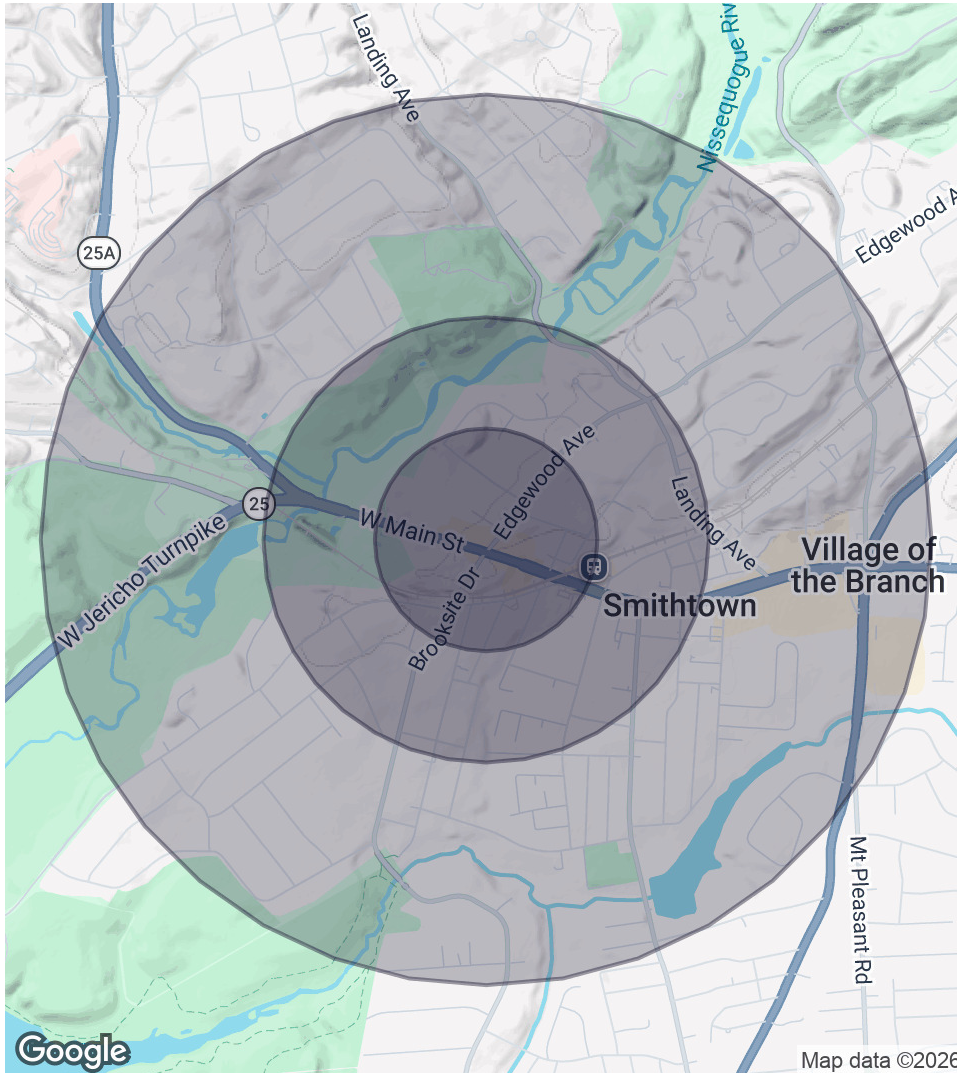 Landing Ave
Nissequogue Riv
25A
Edgewood A
Edgewood Ave
Landing Ave
25
W Main St
W Jericho Turnpike
Village of
the Branch
Smithtown
Brooksite Dr
Mt Pleasant Rd
Google
Map data ©2026